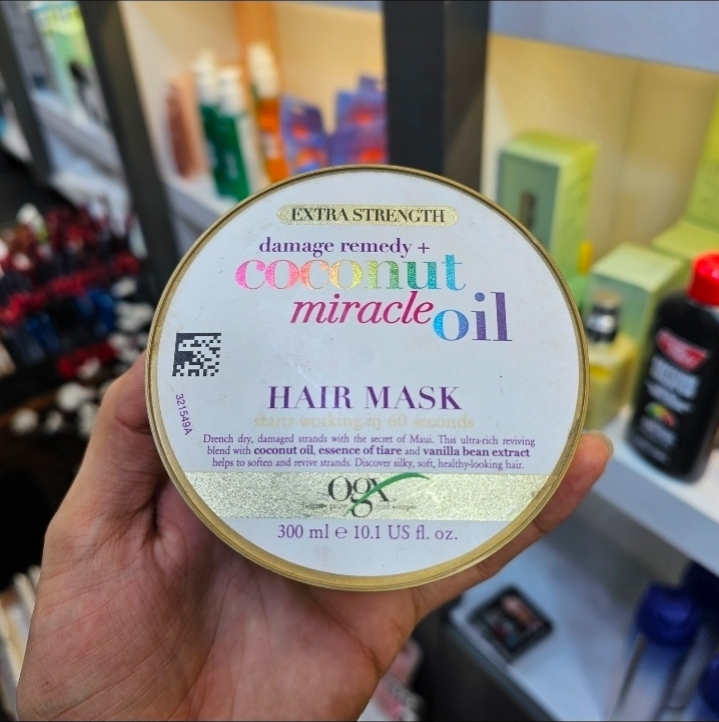 EXTRA STRENGTH
damage remedy +
coconut
miracle oil
HAIR MASK
starts working in 60 seconds
Drench dry, damaged strands with the secret of Maui. This ultra-rich reviving
blend with coconut oil, essence of tiare and vanilla bean extract
helps to soften and revive strands. Discover silky, soft, healthy-looking hair.
ogx
300 ml e 10.1 US fl. oz.
321549A